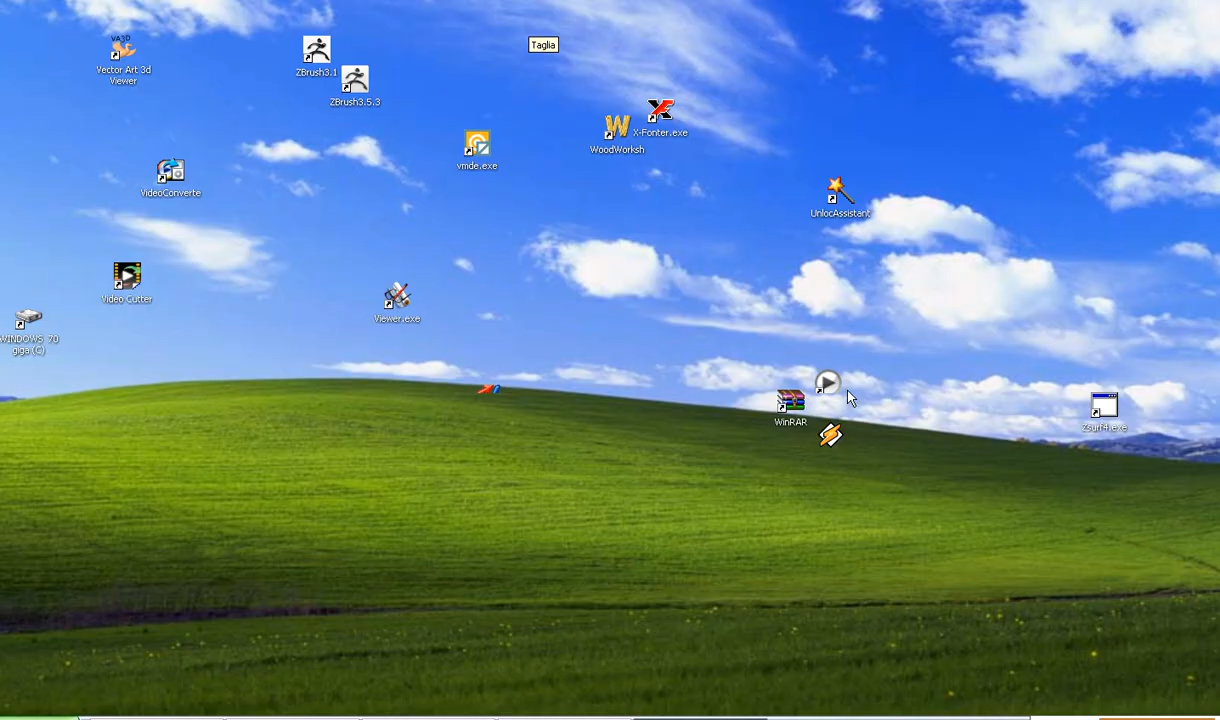 VA3D
Vector Art 3d
Viewer
ZBrush3.1
ZBrush3.5.3
Taglia
X-Fonter.exe
WoodWorksh
vmde.exe
VideoConverte
UnlocAssistant
Video Cutter
Viewer.exe
WINDOWS 70
giga (C)
WinRAR
Zsurf4.exe